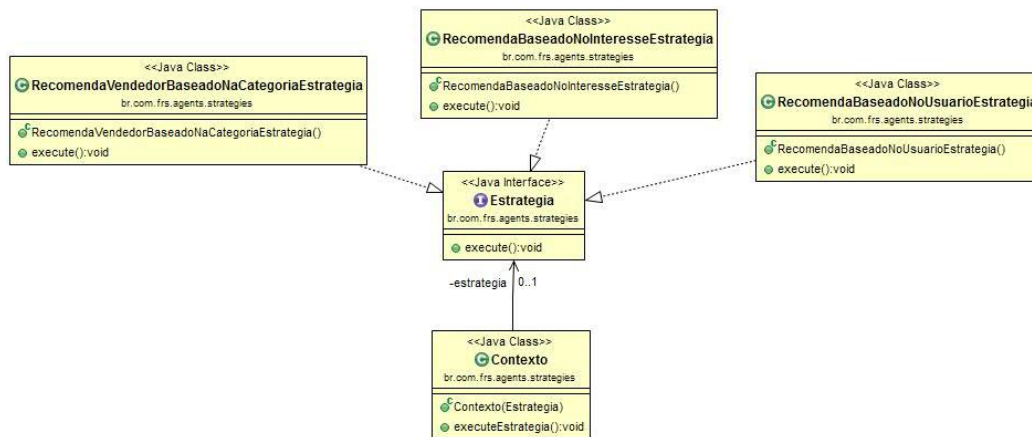 <<Java Class>>
RecomendaBaseadoNoInteresseEstrategia
br.com.frs.agents.strategies
RecomendaBaseadoNoInteresseEstrategia()
execute():void
<<Java Class>>
RecomendaVendedorBaseadoNaCategoriaEstrategia
br.com.frs.agents.strategies
RecomendaVendedorBaseadoNaCategoriaEstrategia()
execute():void
<<Java Class>>
RecomendaBaseadoNoUsuarioEstrategia
br.com.frs.agents.strategies
RecomendaBaseadoNoUsuarioEstrategia()
execute():void
<<Java Interface>>
Estrategia
br.com.frs.agents.strategies
execute():void
-estrategia 0..1
<<Java Class>>
Contexto
br.com.frs.agents.strategies
Contexto(Estrategia)
executeEstrategia():void